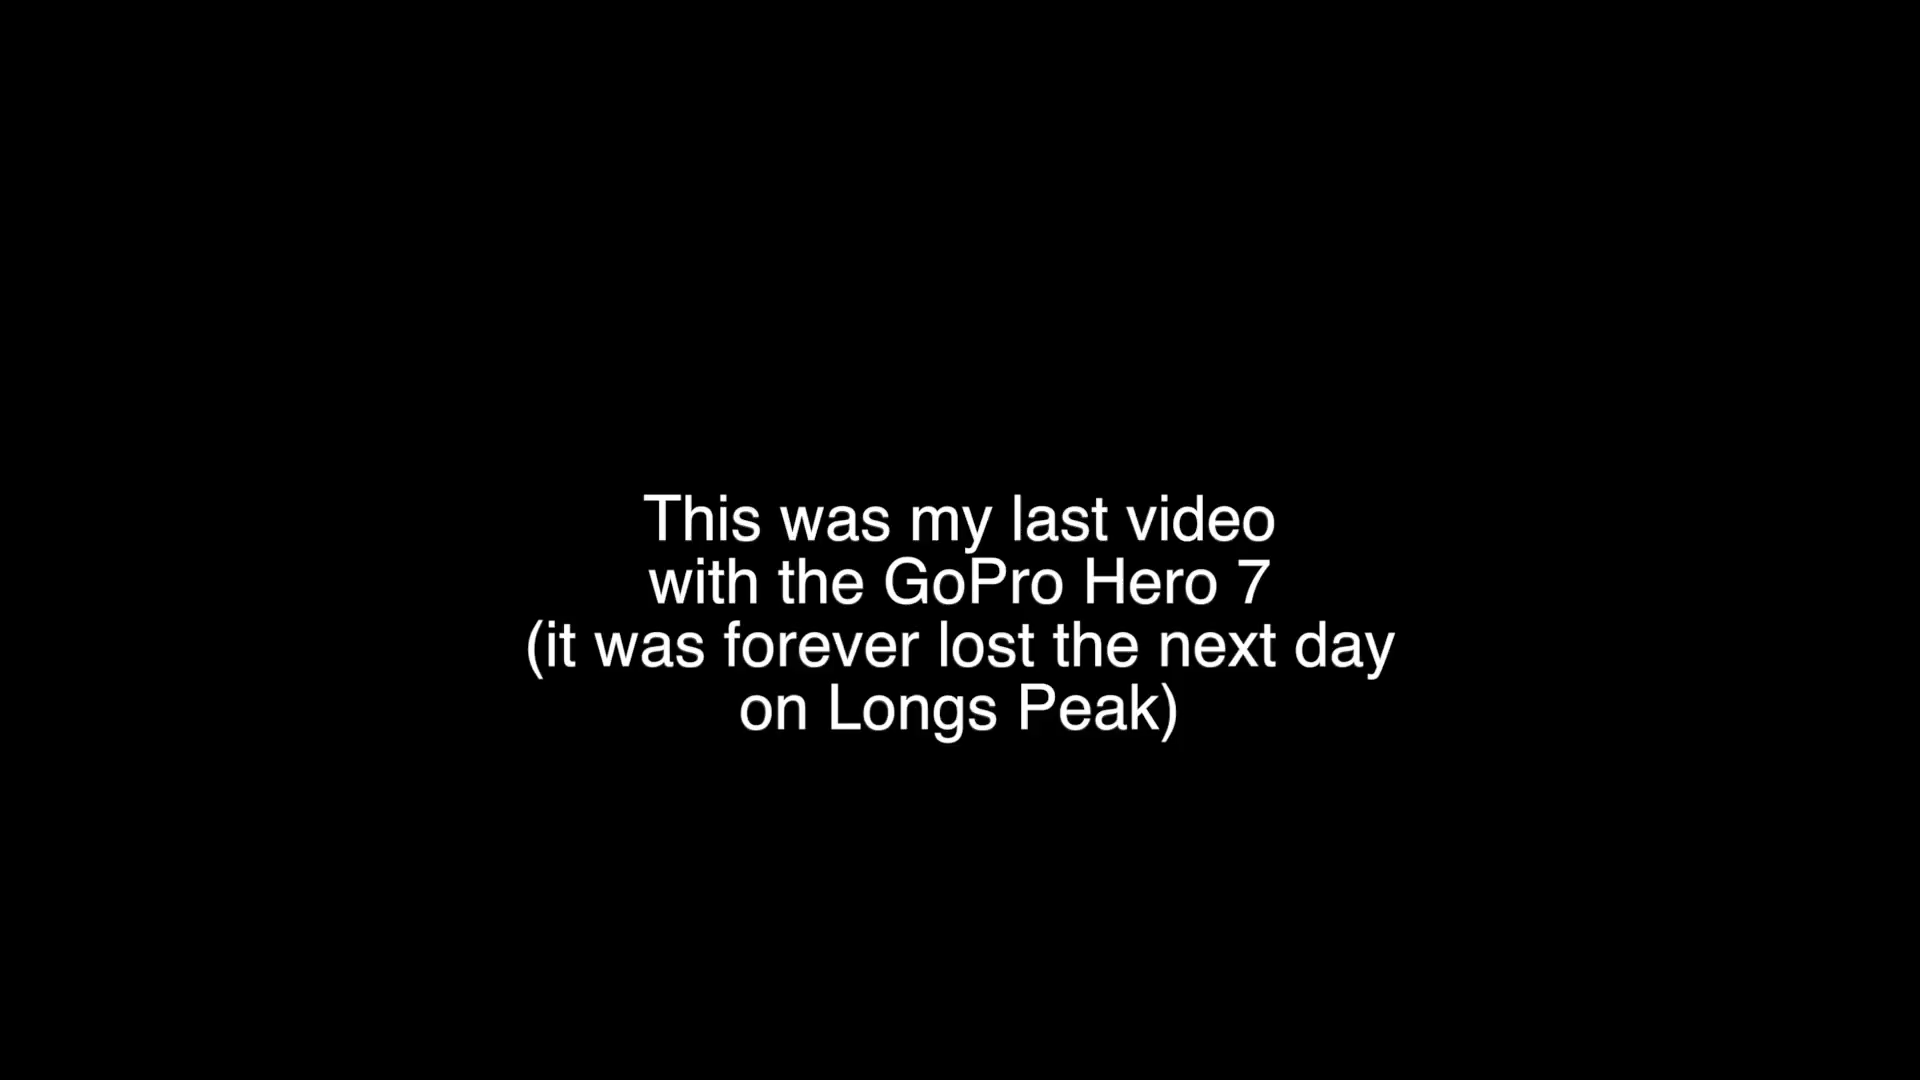 This was my last video
with the GoPro Hero 7
(it was forever lost the next day
on Longs Peak)